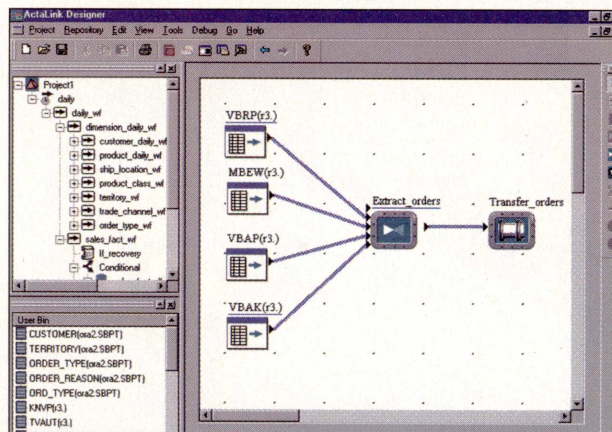 ActaLink Designer
Project Repository Edit View Tools Debug Go Help
Project1
daily
daily_wf
dimension_daily_wf
customer_daily_wf
product_daily_wf
ship_location_wf
product_class_wf
territory_wf
trade_channel_wf
order_type_wf
sales_fact_wf
If_recovery
Conditional
User Bin
CUSTOMER(ora2.SBPT)
TERRITORY(ora2.SBPT)
ORDER_TYPE(ora2.SBPT)
ORDER_REASON(ora2.SBPT)
ORD_TYPE(ora2.SBPT)
KNVP(r3.)
TVAUT(r3.)
VBRP(r3.)
MBEW(r3.)
VBAP(r3.)
VBAK(r3.)
Extract_orders
Transfer_orders